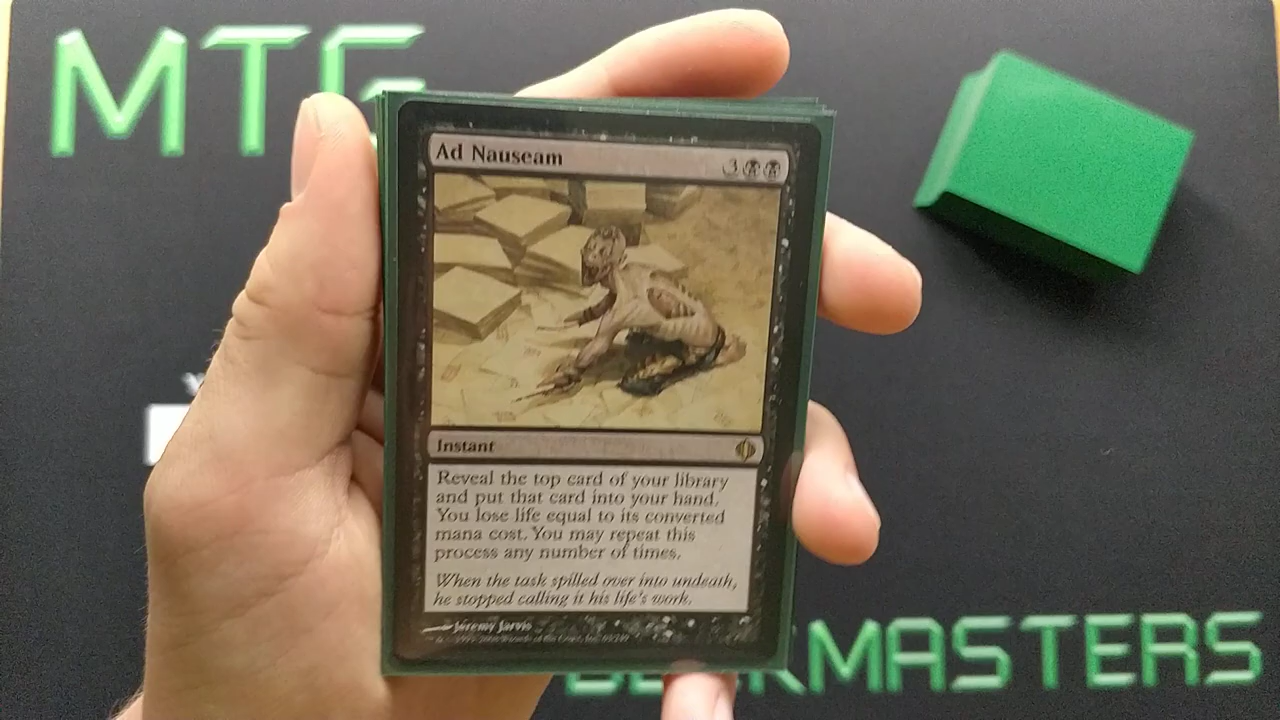 MTG
Ad Nauseam
3
Instant
Reveal the top card of your library
and put that card into your hand.
You lose life equal to its converted
mana cost. You may repeat this
process any number of times.
When the task spilled over into undeath,
he stopped calling it his life's work.
Jeremy Jarvis
MASTERS